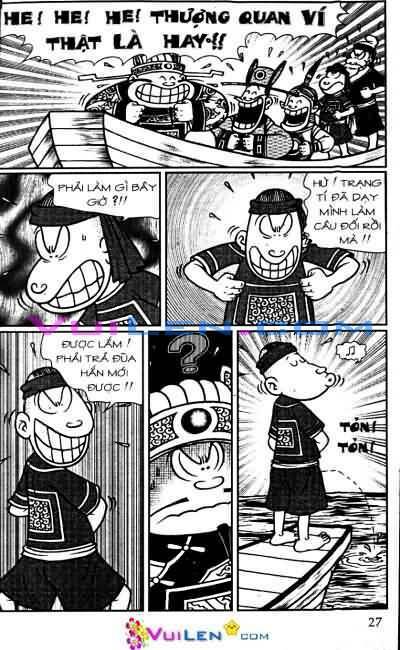 HE! HE! HE! THƯỢNG QUAN VÍ
THẬT LÀ HAY!!
PHẢI LÀM GÌ BÂY
GIỜ ?!!
HỪ! TRẠNG
TÍ ĐÃ DẠY
MÌNH LÀM
CÂU ĐỐI RỒI
MÀ !!
VUILEN.COM
ĐƯỢC LẮM!
PHẢI TRẢ ĐŨA
HẮN MỚI
ĐƯỢC !!
?
TỎN!
TỎN!
27
VUILEN.COM